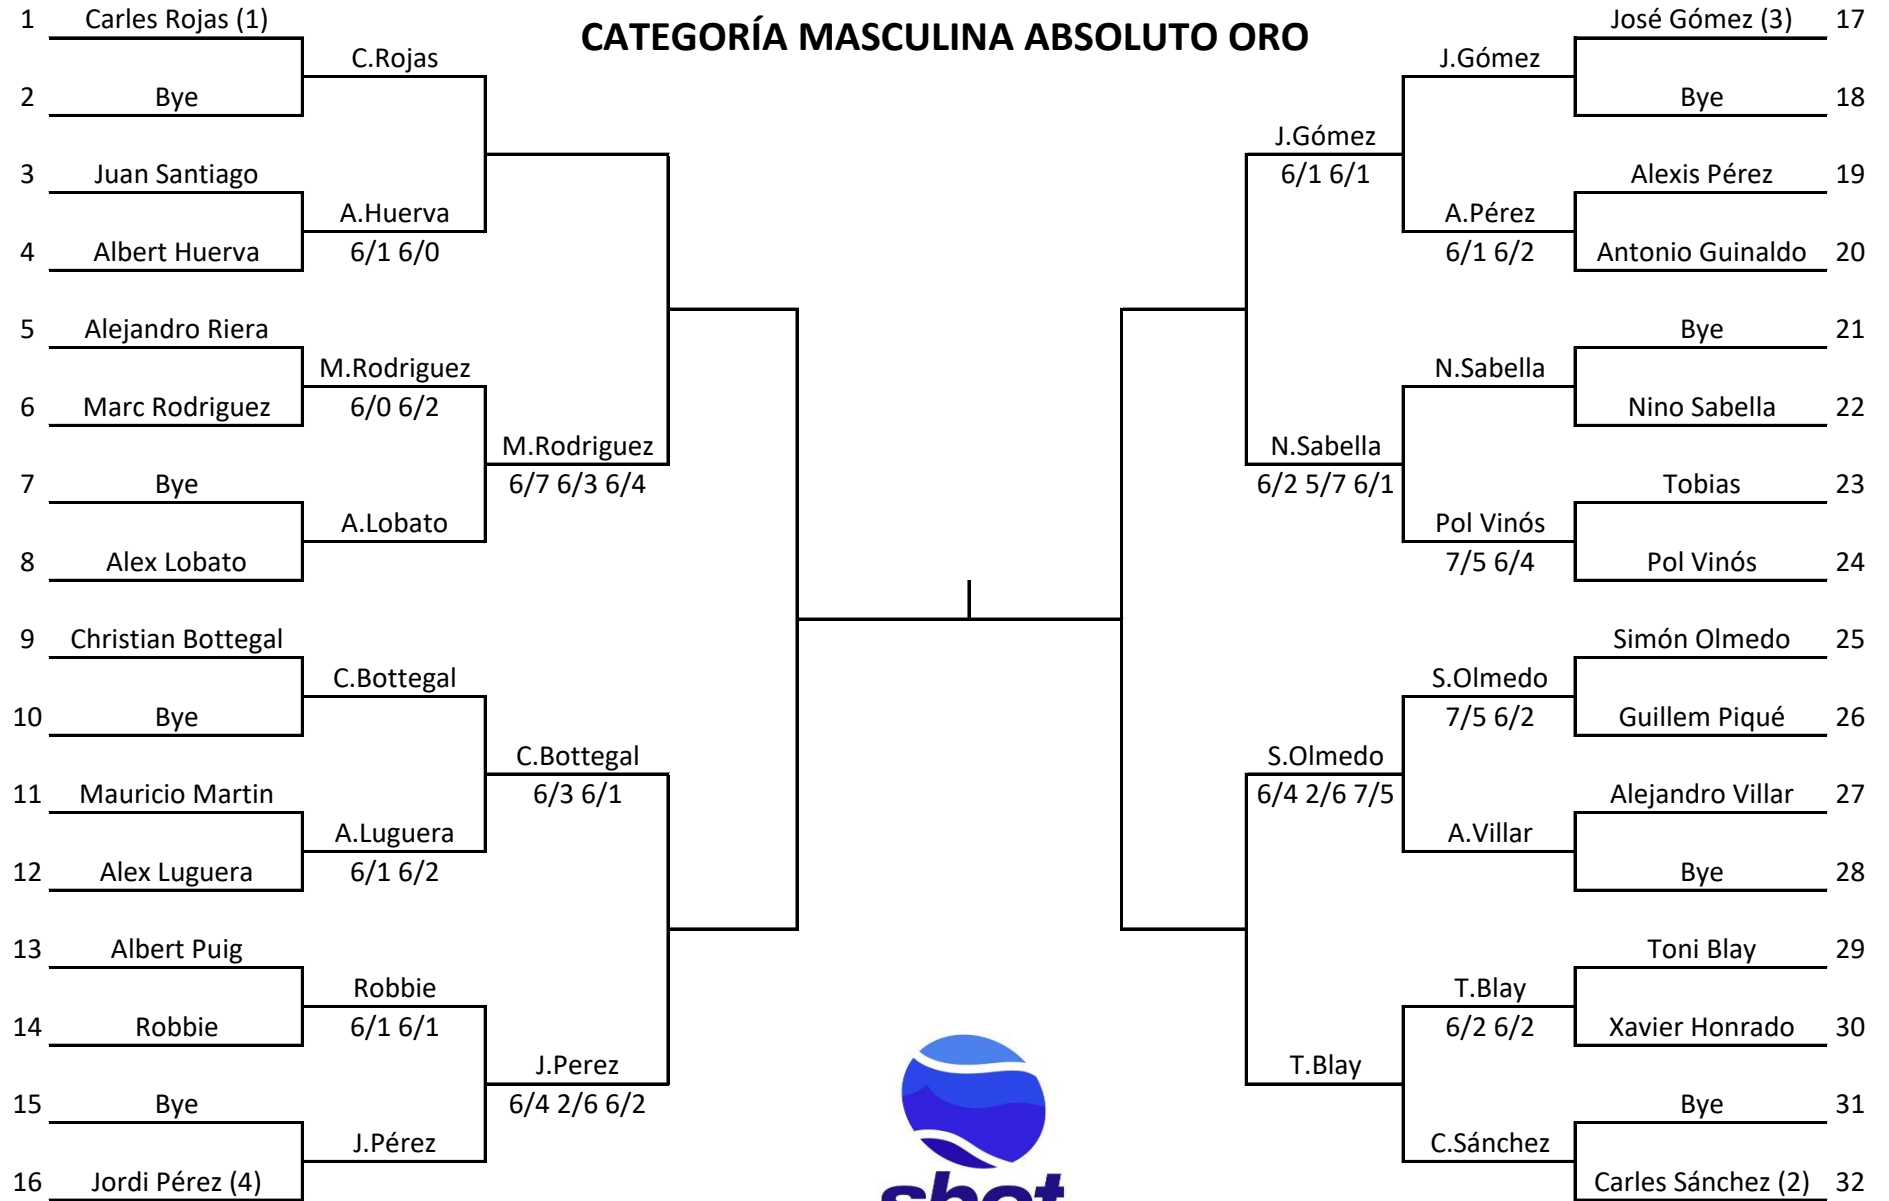 CATEGORÍA MASCULINA ABSOLUTO ORO
1 Carles Rojas (1)
C.Rojas
2 Bye
3 Juan Santiago
A.Huerva
4 Albert Huerva
6/1 6/0
5 Alejandro Riera
M.Rodriguez
6 Marc Rodriguez
6/0 6/2
M.Rodriguez
6/7 6/3 6/4
7 Bye
A.Lobato
8 Alex Lobato
9 Christian Bottegal
C.Bottegal
10 Bye
C.Bottegal
6/3 6/1
11 Mauricio Martin
A.Luguera
12 Alex Luguera
6/1 6/2
13 Albert Puig
Robbie
14 Robbie
6/1 6/1
J.Perez
6/4 2/6 6/2
15 Bye
J.Pérez
16 Jordi Pérez (4)
José Gómez (3) 17
J.Gómez
Bye 18
J.Gómez
6/1 6/1
Alexis Pérez 19
A.Pérez
6/1 6/2
Antonio Guinaldo 20
Bye 21
N.Sabella
Nino Sabella 22
N.Sabella
6/2 5/7 6/1
Tobias 23
Pol Vinós
7/5 6/4
Pol Vinós 24
Simón Olmedo 25
S.Olmedo
7/5 6/2
Guillem Piqué 26
S.Olmedo
6/4 2/6 7/5
Alejandro Villar 27
A.Villar
Bye 28
Toni Blay 29
T.Blay
6/2 6/2
Xavier Honrado 30
T.Blay
Bye 31
C.Sánchez
Carles Sánchez (2) 32
shot